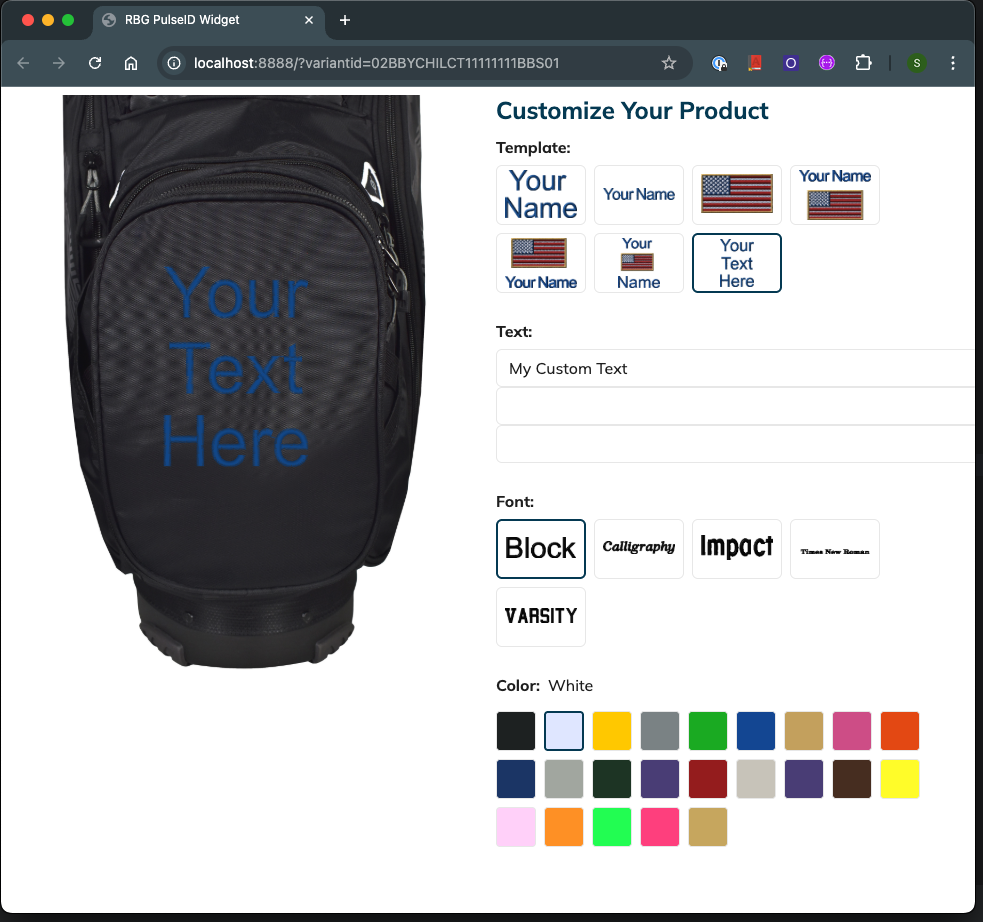 RBG PulseID Widget
localhost:8888/?variantid=02BBYCHILCT11111111BBS01
S
Customize Your Product
Template:
Your
Name
Your Name
Your Name
Your Name
Your
Name
Your
Text
Here
Your
Text
Here
Text:
My Custom Text
Font:
Block
Calligraphy
Impact
Times New Roman
VARSITY
Color: White